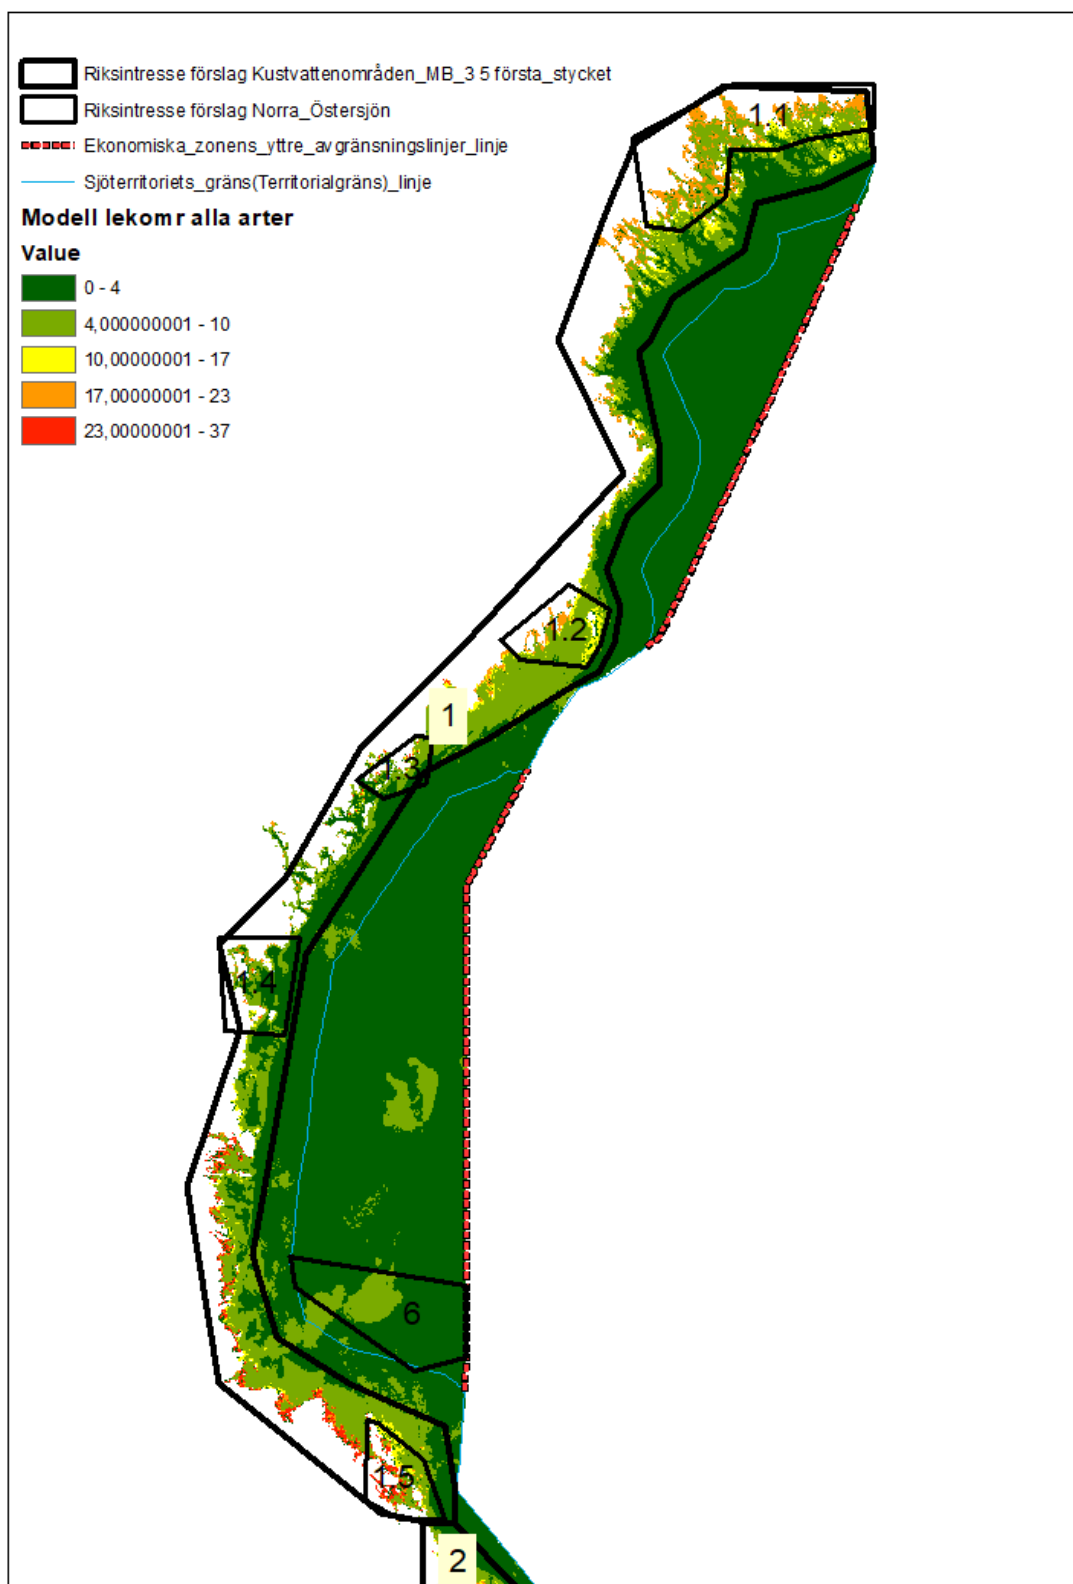 Riksintresse förslag Kustvattenområden_MB_3 5 första_stycket
Riksintresse förslag Norra_Östersjön
Ekonomiska_zonens_yttre_avgränsningslinjer_linje
Sjöterritoriets_gräns(Territorialgräns)_linje
Modell lekomr alla arter
Value
0 - 4
4,000000001 - 10
10,00000001 - 17
17,00000001 - 23
23,00000001 - 37
1.1
1.2
1
1.3
1.4
6
1.5
2